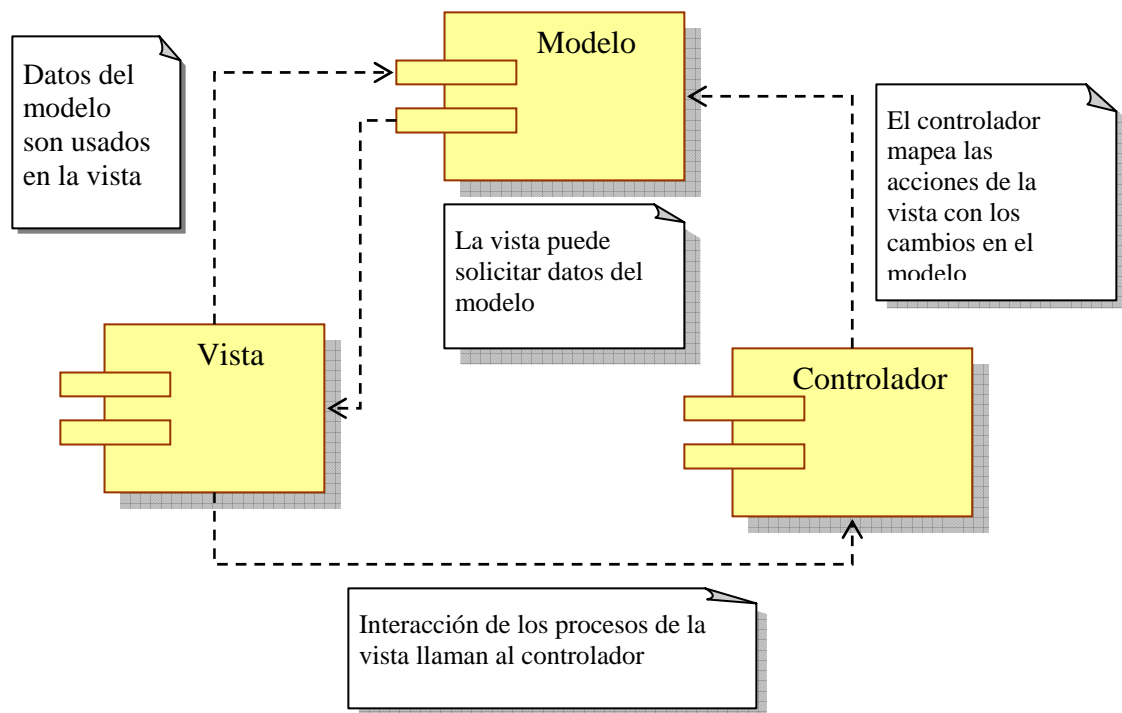 Modelo
Datos del
modelo
son usados
en la vista
El controlador
mapea las
acciones de la
vista con los
cambios en el
modelo
La vista puede
solicitar datos del
modelo
Vista
Controlador
Interacción de los procesos de la
vista llaman al controlador